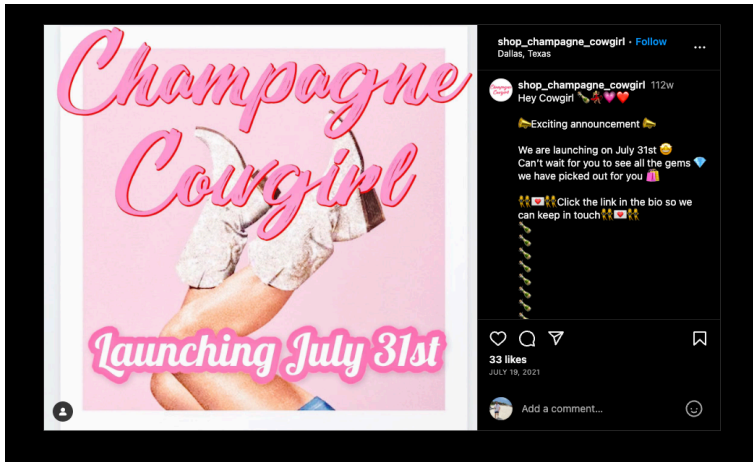 Champagne
Cowgirl
Launching July 31st
shop_champagne_cowgirl · Follow
Dallas, Texas
Champagne
Cowgirl
shop_champagne_cowgirl 112w
Hey Cowgirl 🍾💃💗❤️
📣Exciting announcement 📣
We are launching on July 31st 🤩
Can't wait for you to see all the gems 💎
we have picked out for you 🛍️
👯💌👯Click the link in the bio so we
can keep in touch👯💌👯
🍾
🍾
🍾
🍾
🍾
🍾
🍾
33 likes
JULY 19, 2021
Add a comment...